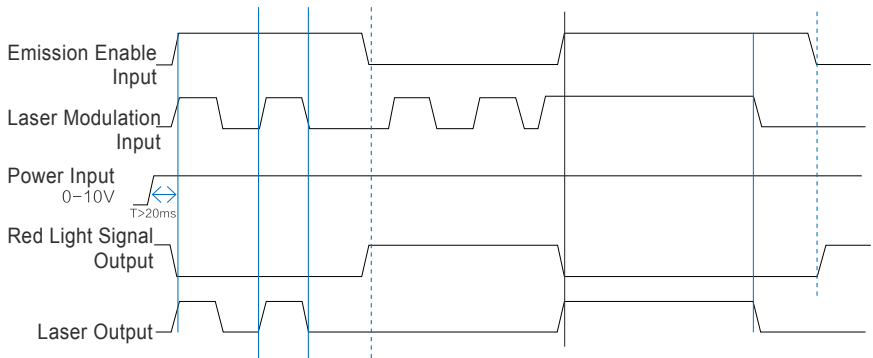 Emission Enable
Input
Laser Modulation
Input
Power Input
0-10V
T>20ms
Red Light Signal
Output
Laser Output